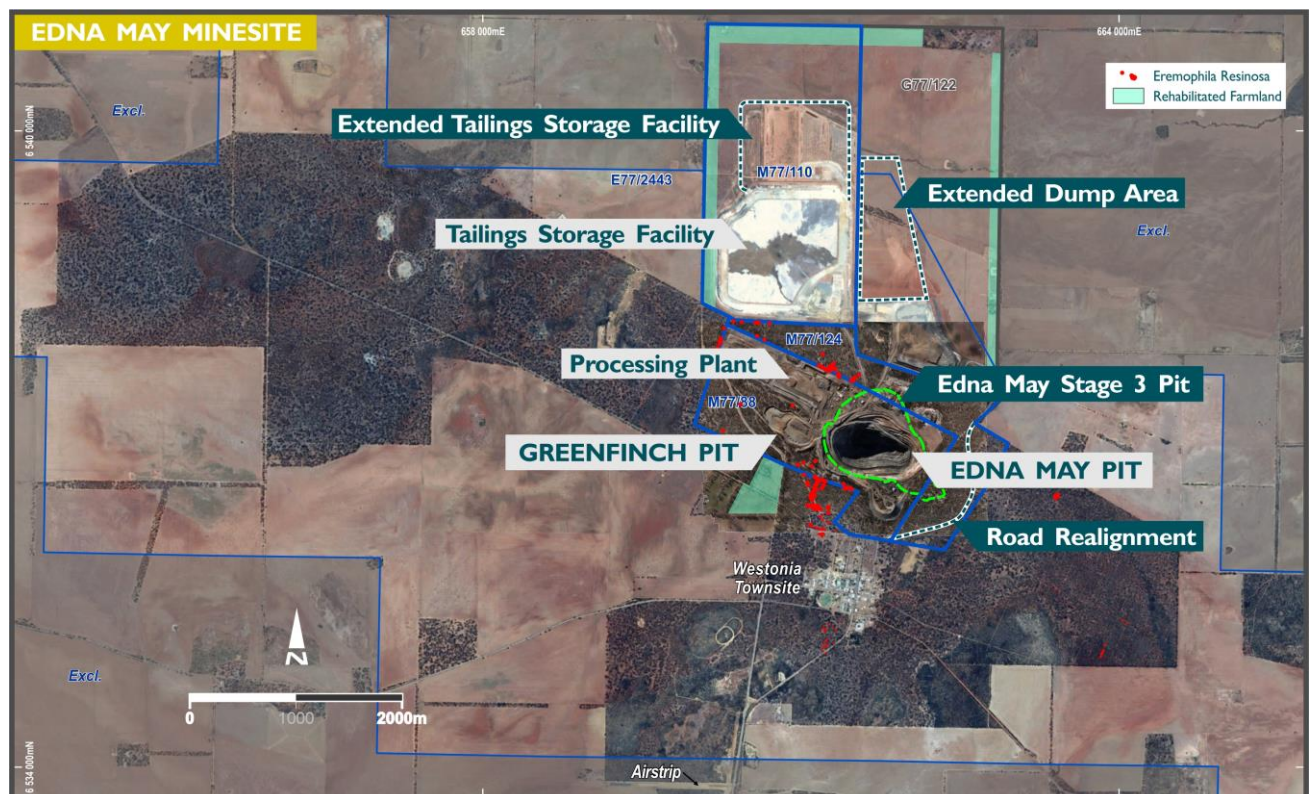 EDNA MAY MINESITE
658 000mE
664 000mE
Eremophila Resinosa
Rehabilitated Farmland
Excl.
G77/122
6 540 000mN
Extended Tailings Storage Facility
M77/110
E77/2443
Extended Dump Area
Tailings Storage Facility
Excl.
M77/124
Processing Plant
Edna May Stage 3 Pit
M77/88
GREENFINCH PIT
EDNA MAY PIT
Road Realignment
Westonia
Townsite
N
Excl.
0
1000
2000m
6 534 000mN
Airstrip